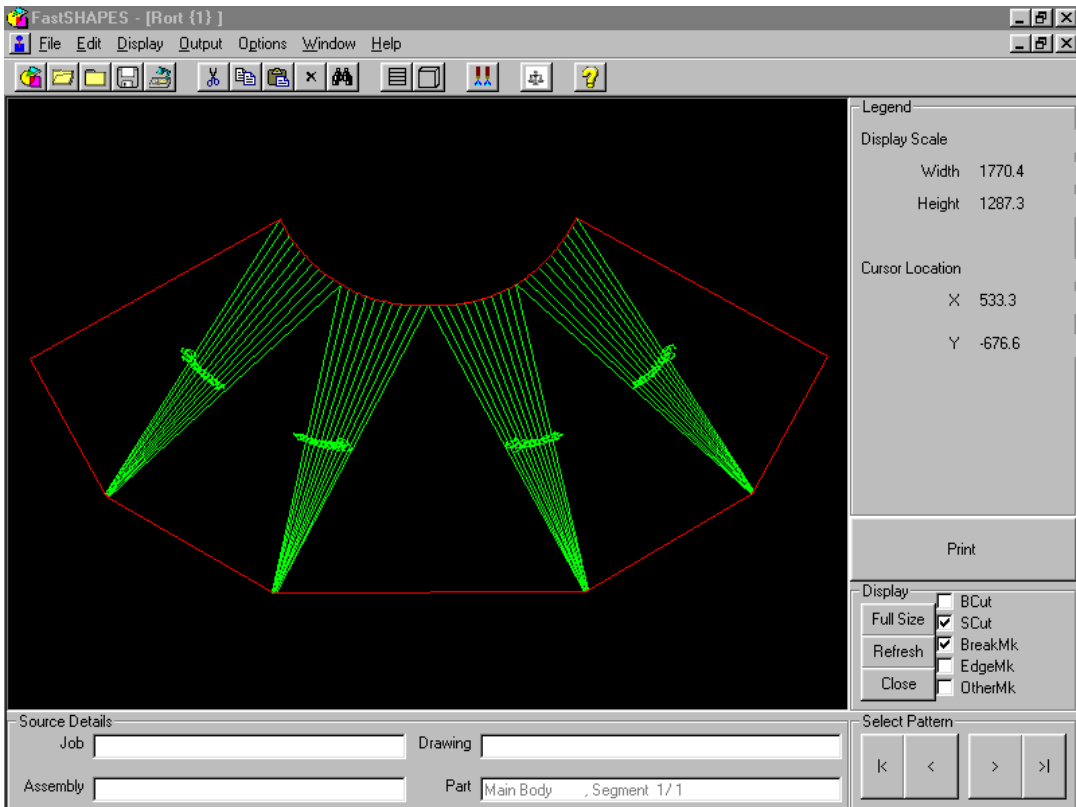 FastSHAPES - [Rort {1} ]
File Edit Display Output Options Window Help
Legend
Display Scale
Width 1770.4
Height 1287.3
Cursor Location
X 533.3
Y -676.6
Print
Display
Full Size
Refresh
Close
BCut
SCut
BreakMk
EdgeMk
OtherMk
Source Details
Job
Drawing
Assembly
Part Main Body , Segment 1/ 1
Select Pattern
|< < > >|